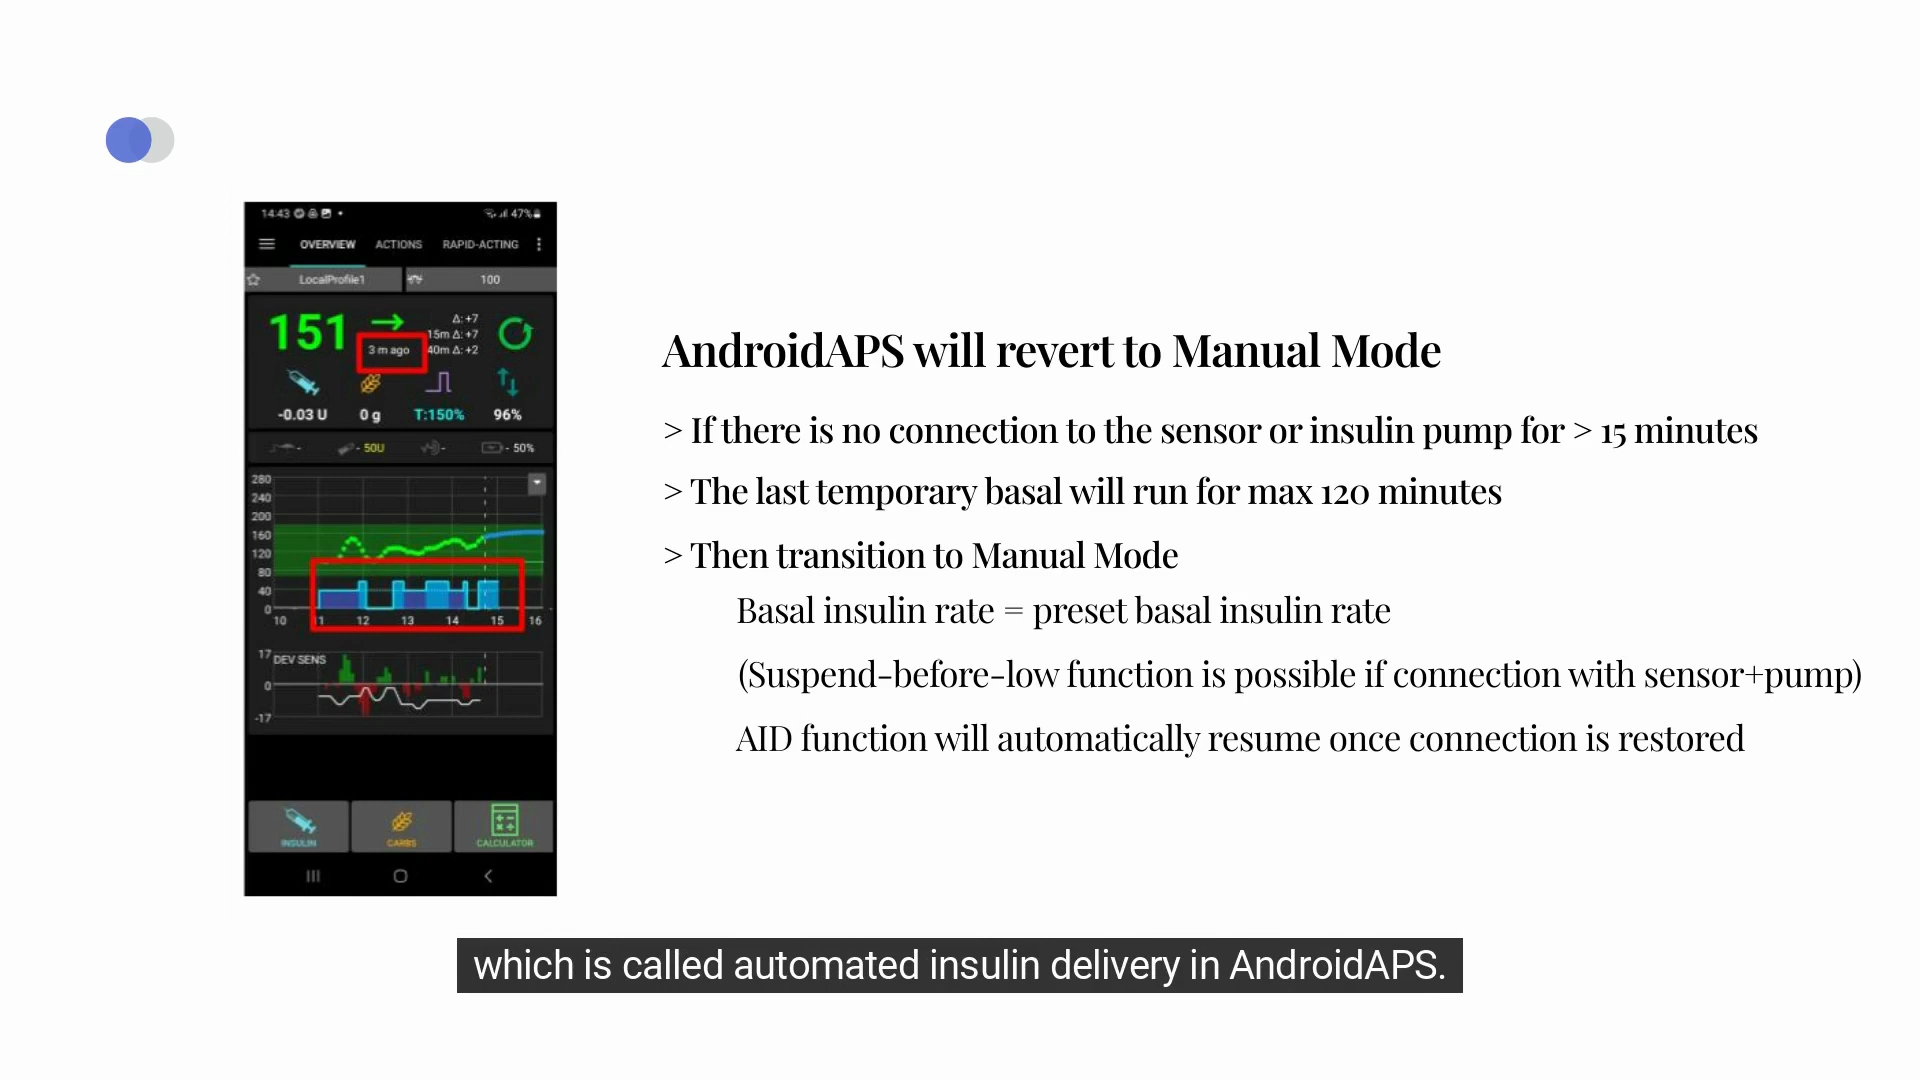 14:43
47%
OVERVIEW ACTIONS RAPID-ACTING
LocalProfile1 100
151
Δ: +7
15m Δ: +7
3 m ago
40m Δ: +2
-0.03 U 0 g T:150% 96%
- - 50U - - 50%
280
240
200
160
120
80
40
0
10 11 12 13 14 15 16
17 DEV SENS
0
-17
INSULIN CARBS CALCULATOR
AndroidAPS will revert to Manual Mode
> If there is no connection to the sensor or insulin pump for > 15 minutes
> The last temporary basal will run for max 120 minutes
> Then transition to Manual Mode
Basal insulin rate = preset basal insulin rate
(Suspend-before-low function is possible if connection with sensor+pump)
AID function will automatically resume once connection is restored
which is called automated insulin delivery in AndroidAPS.